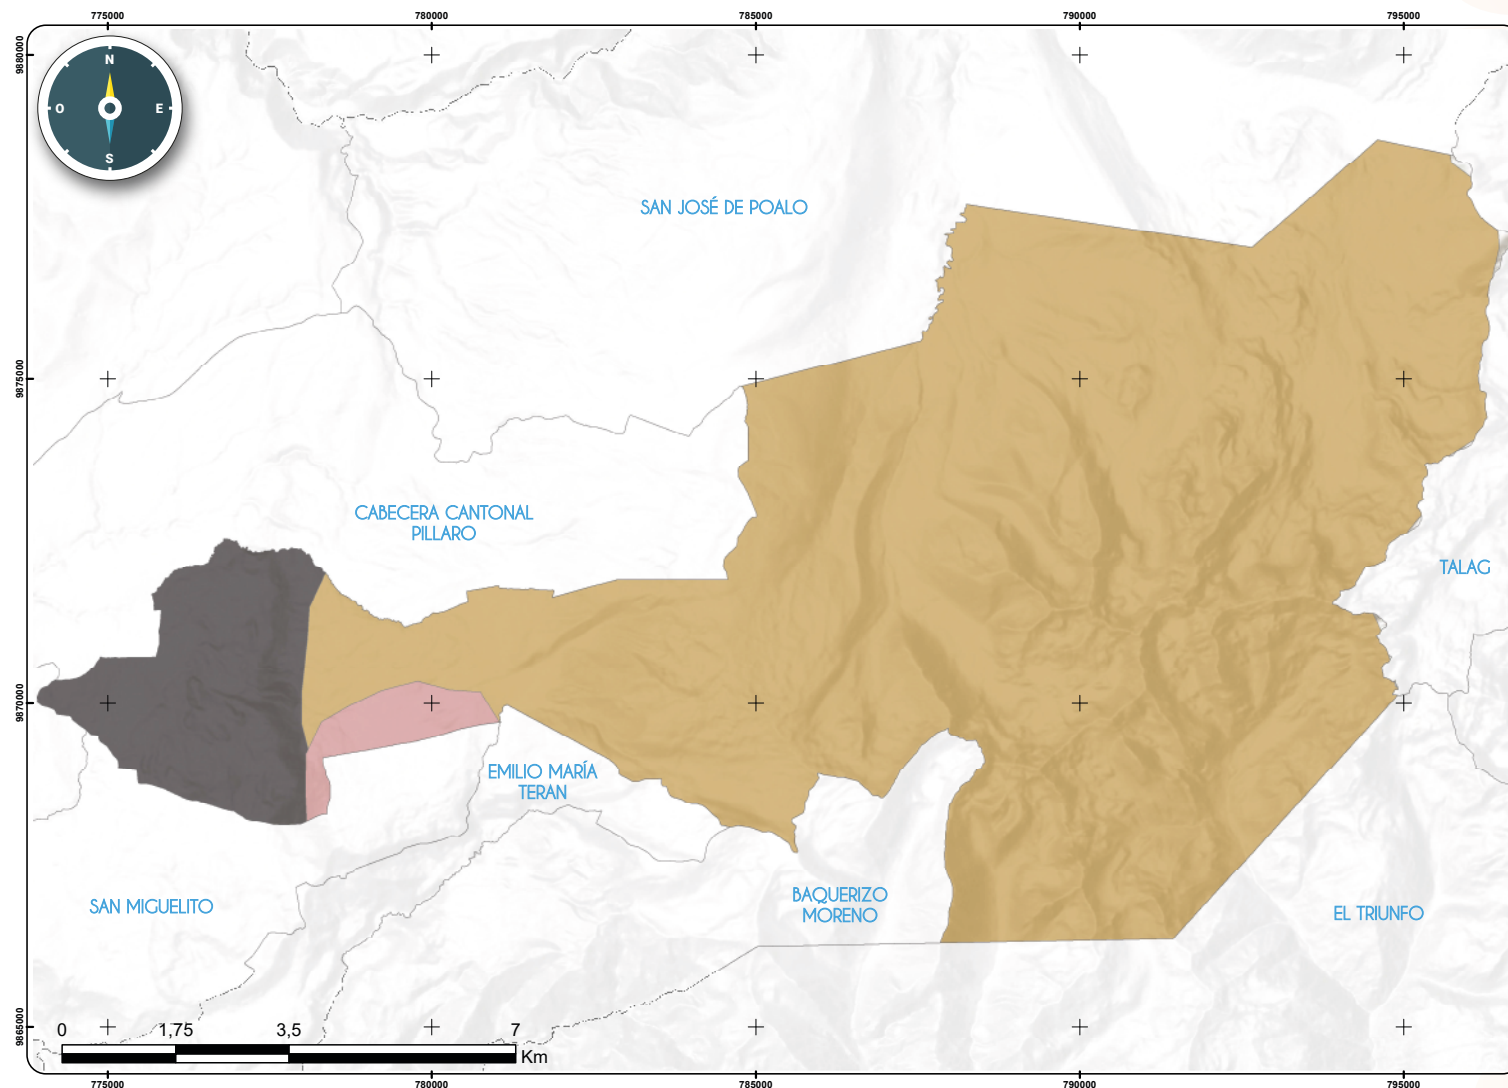 775000
780000
785000
790000
795000
9880000
N
O
E
S
SAN JOSÉ DE POALO
9875000
CABECERA CANTONAL
PILLARO
TALAG
9870000
EMILIO MARÍA
TERAN
SAN MIGUELITO
BAQUERIZO
MORENO
EL TRIUNFO
9865000
0
1,75
3,5
7
Km
775000
780000
785000
790000
795000